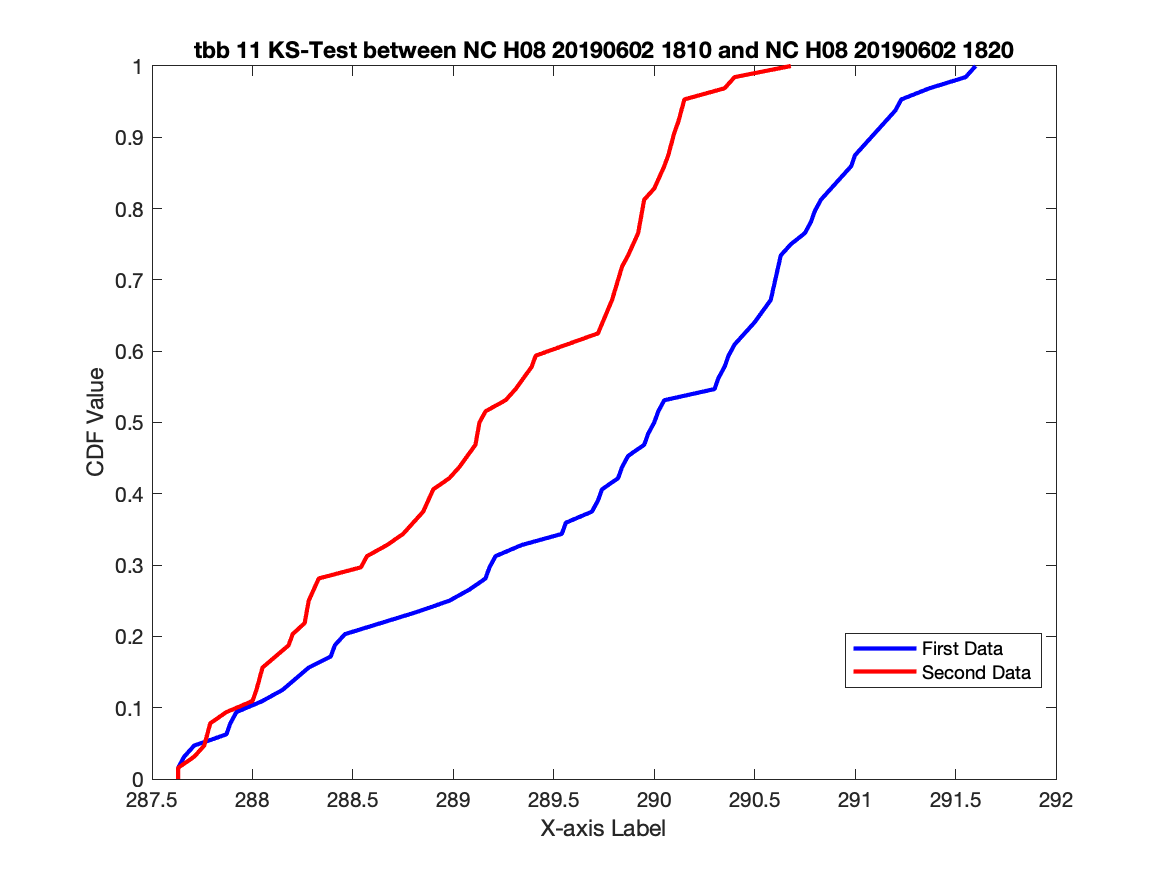 tbb 11 KS-Test between NC H08 20190602 1810 and NC H08 20190602 1820
1
0.9
0.8
0.7
0.6
0.5
0.4
0.3
0.2
0.1
0
CDF Value
First Data
Second Data
287.5 288 288.5 289 289.5 290 290.5 291 291.5 292
X-axis Label